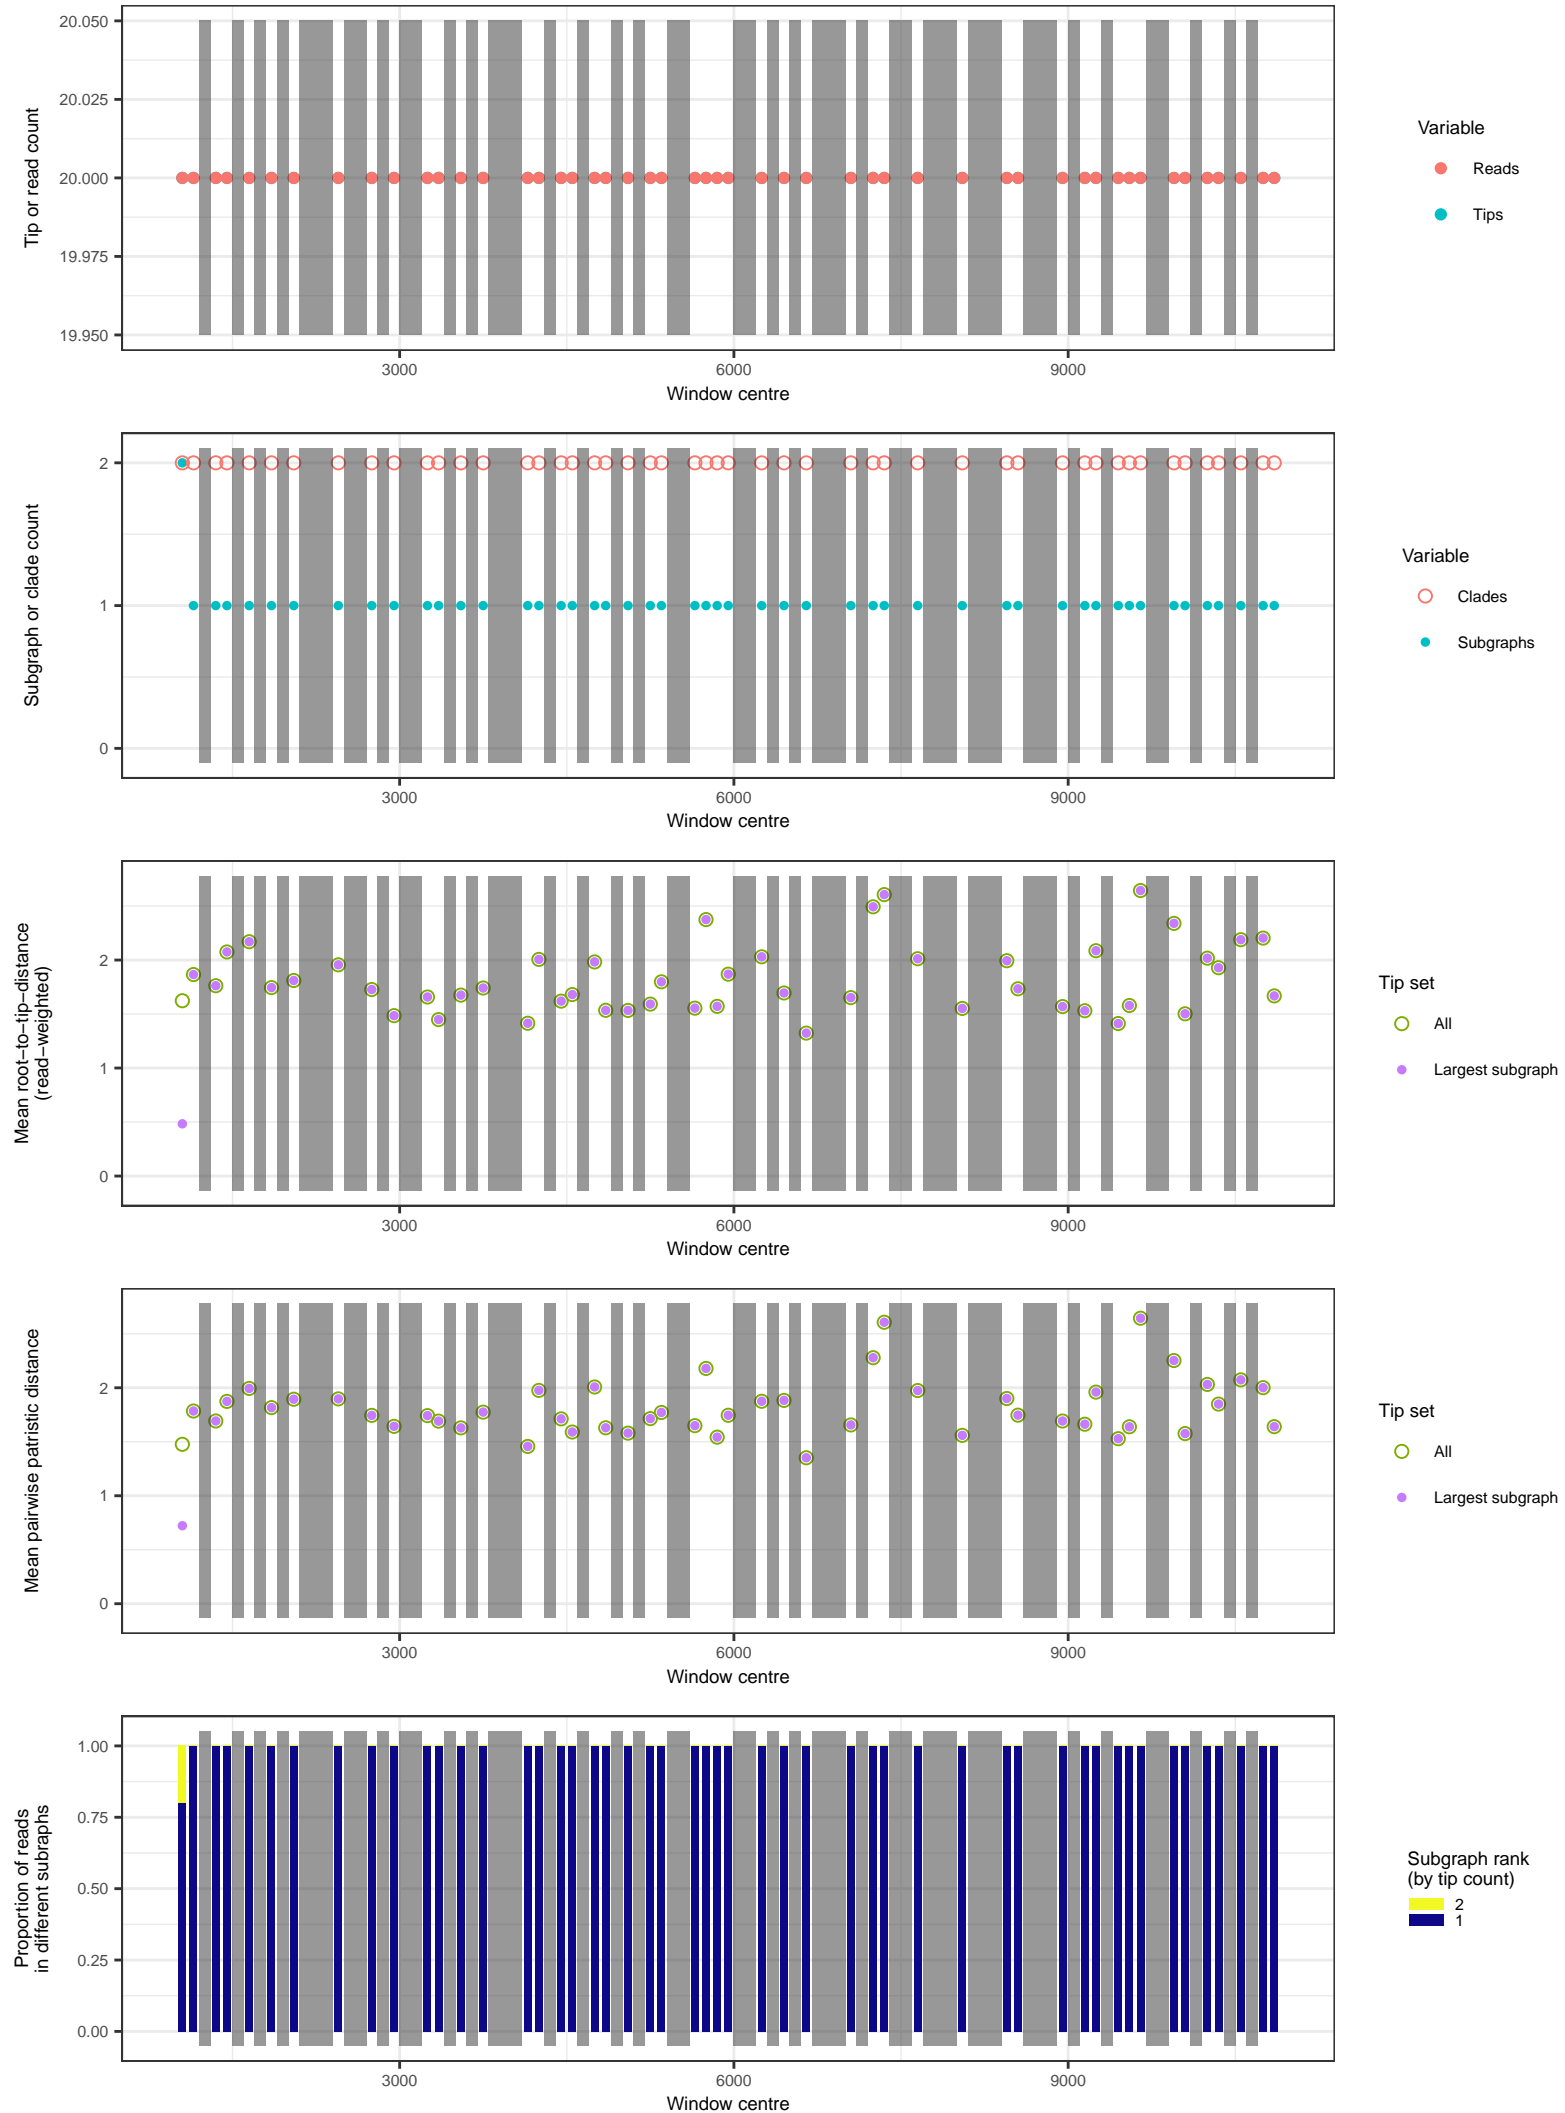 20.050
20.025
20.000
19.975
19.950
Tip or read count
3000
6000
9000
Window centre
Variable
Reads
Tips
2
1
0
Subgraph or clade count
3000
6000
9000
Window centre
Variable
Clades
Subgraphs
2
1
0
Mean root−to−tip−distance
(read−weighted)
3000
6000
9000
Window centre
Tip set
All
Largest subgraph
2
1
0
Mean pairwise patristic distance
3000
6000
9000
Window centre
Tip set
All
Largest subgraph
1.00
0.75
0.50
0.25
0.00
Proportion of reads
in different subraphs
3000
6000
9000
Window centre
Subgraph rank
(by tip count)
2
1